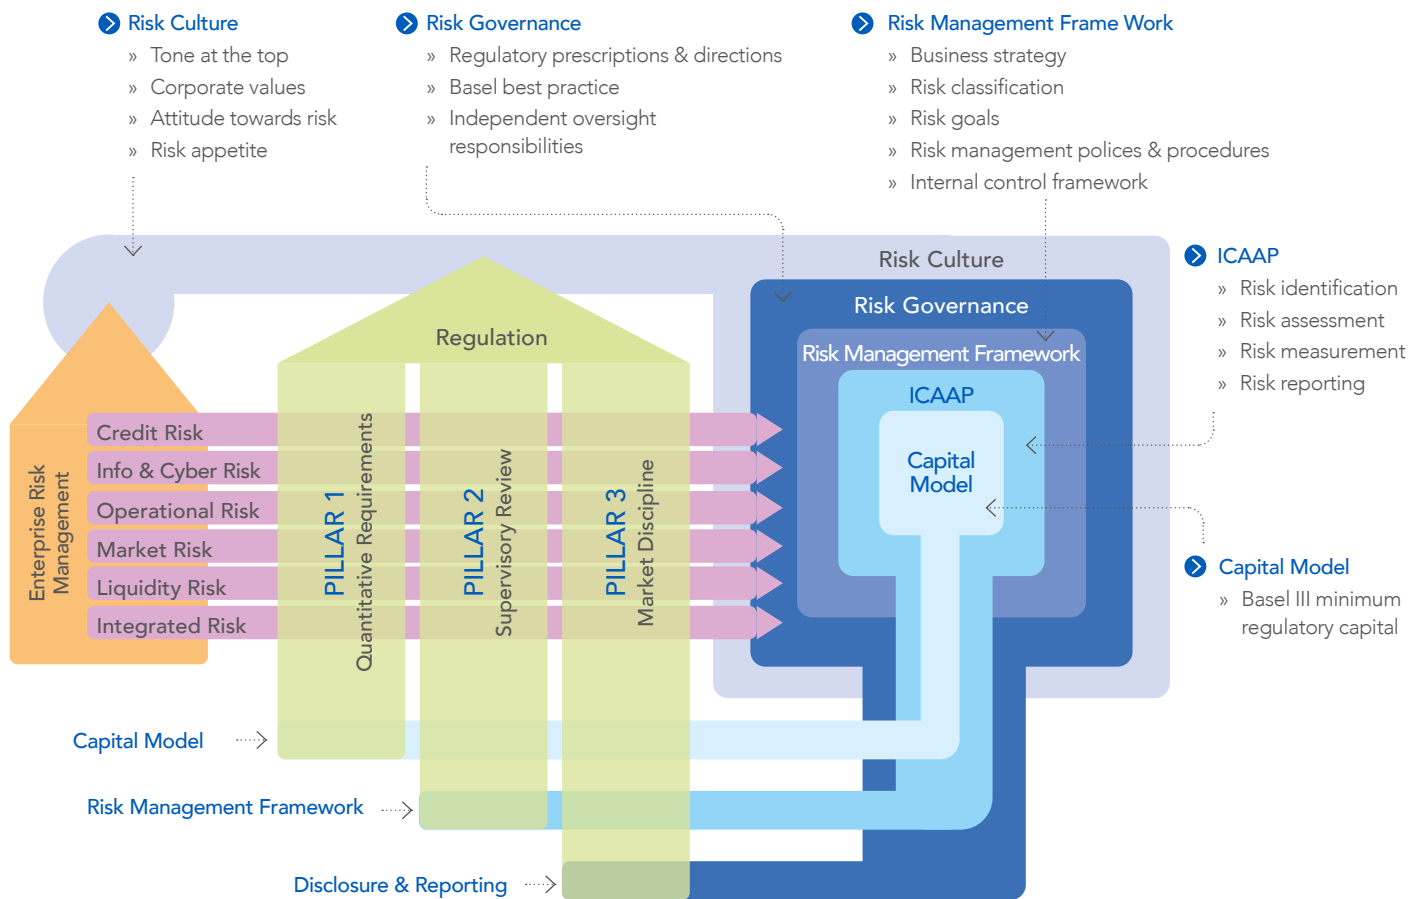 Risk Culture
» Tone at the top
» Corporate values
» Attitude towards risk
» Risk appetite
Risk Governance
» Regulatory prescriptions & directions
» Basel best practice
» Independent oversight
responsibilities
Risk Management Frame Work
» Business strategy
» Risk classification
» Risk goals
» Risk management polices & procedures
» Internal control framework
ICAAP
» Risk identification
» Risk assessment
» Risk measurement
» Risk reporting
Capital Model
» Basel III minimum
regulatory capital
Risk Culture
Risk Governance
Risk Management Framework
ICAAP
Capital
Model
Regulation
Enterprise Risk
Management
Credit Risk
Info & Cyber Risk
Operational Risk
Market Risk
Liquidity Risk
Integrated Risk
PILLAR 1
Quantitative Requirements
PILLAR 2
Supervisory Review
PILLAR 3
Market Discipline
Capital Model
Risk Management Framework
Disclosure & Reporting